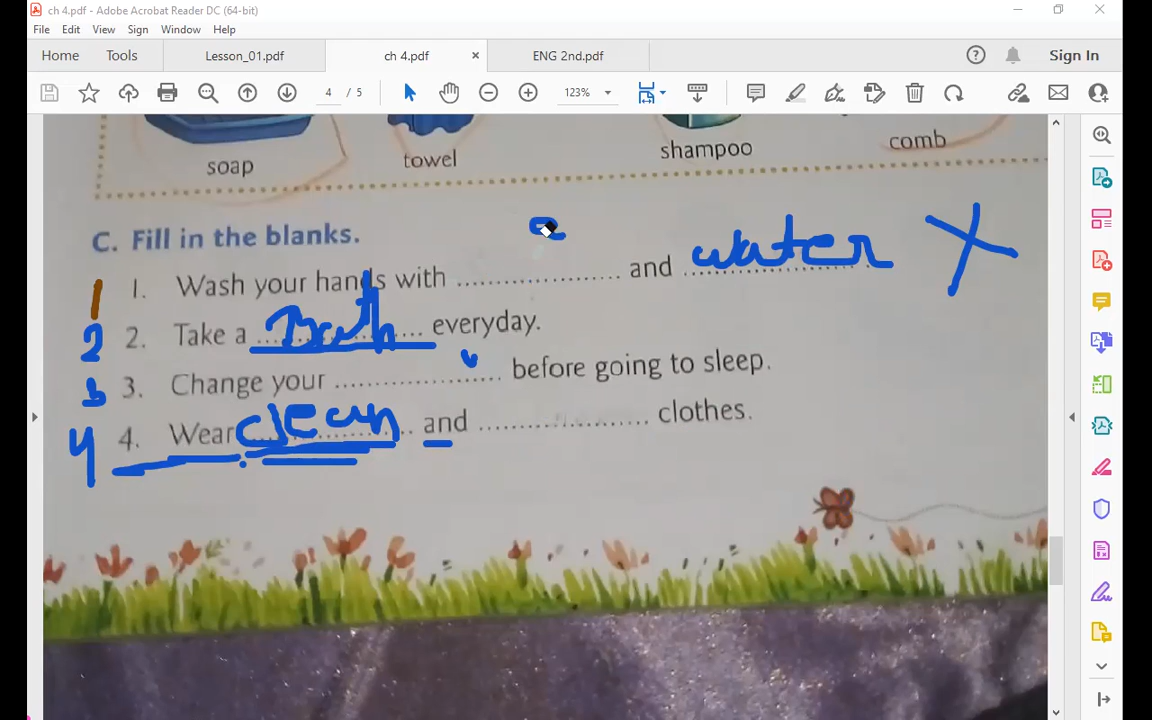 ch 4.pdf - Adobe Acrobat Reader DC (64-bit)
File Edit View Sign Window Help
Home Tools Lesson_01.pdf ch 4.pdf × ENG 2nd.pdf Sign In
4 / 5 123%
soap towel shampoo comb
C. Fill in the blanks.
1 1. Wash your hands with .................... and water
2 2. Take a Bath everyday.
3 3. Change your .................... before going to sleep.
4 4. Wear clean and .................... clothes.